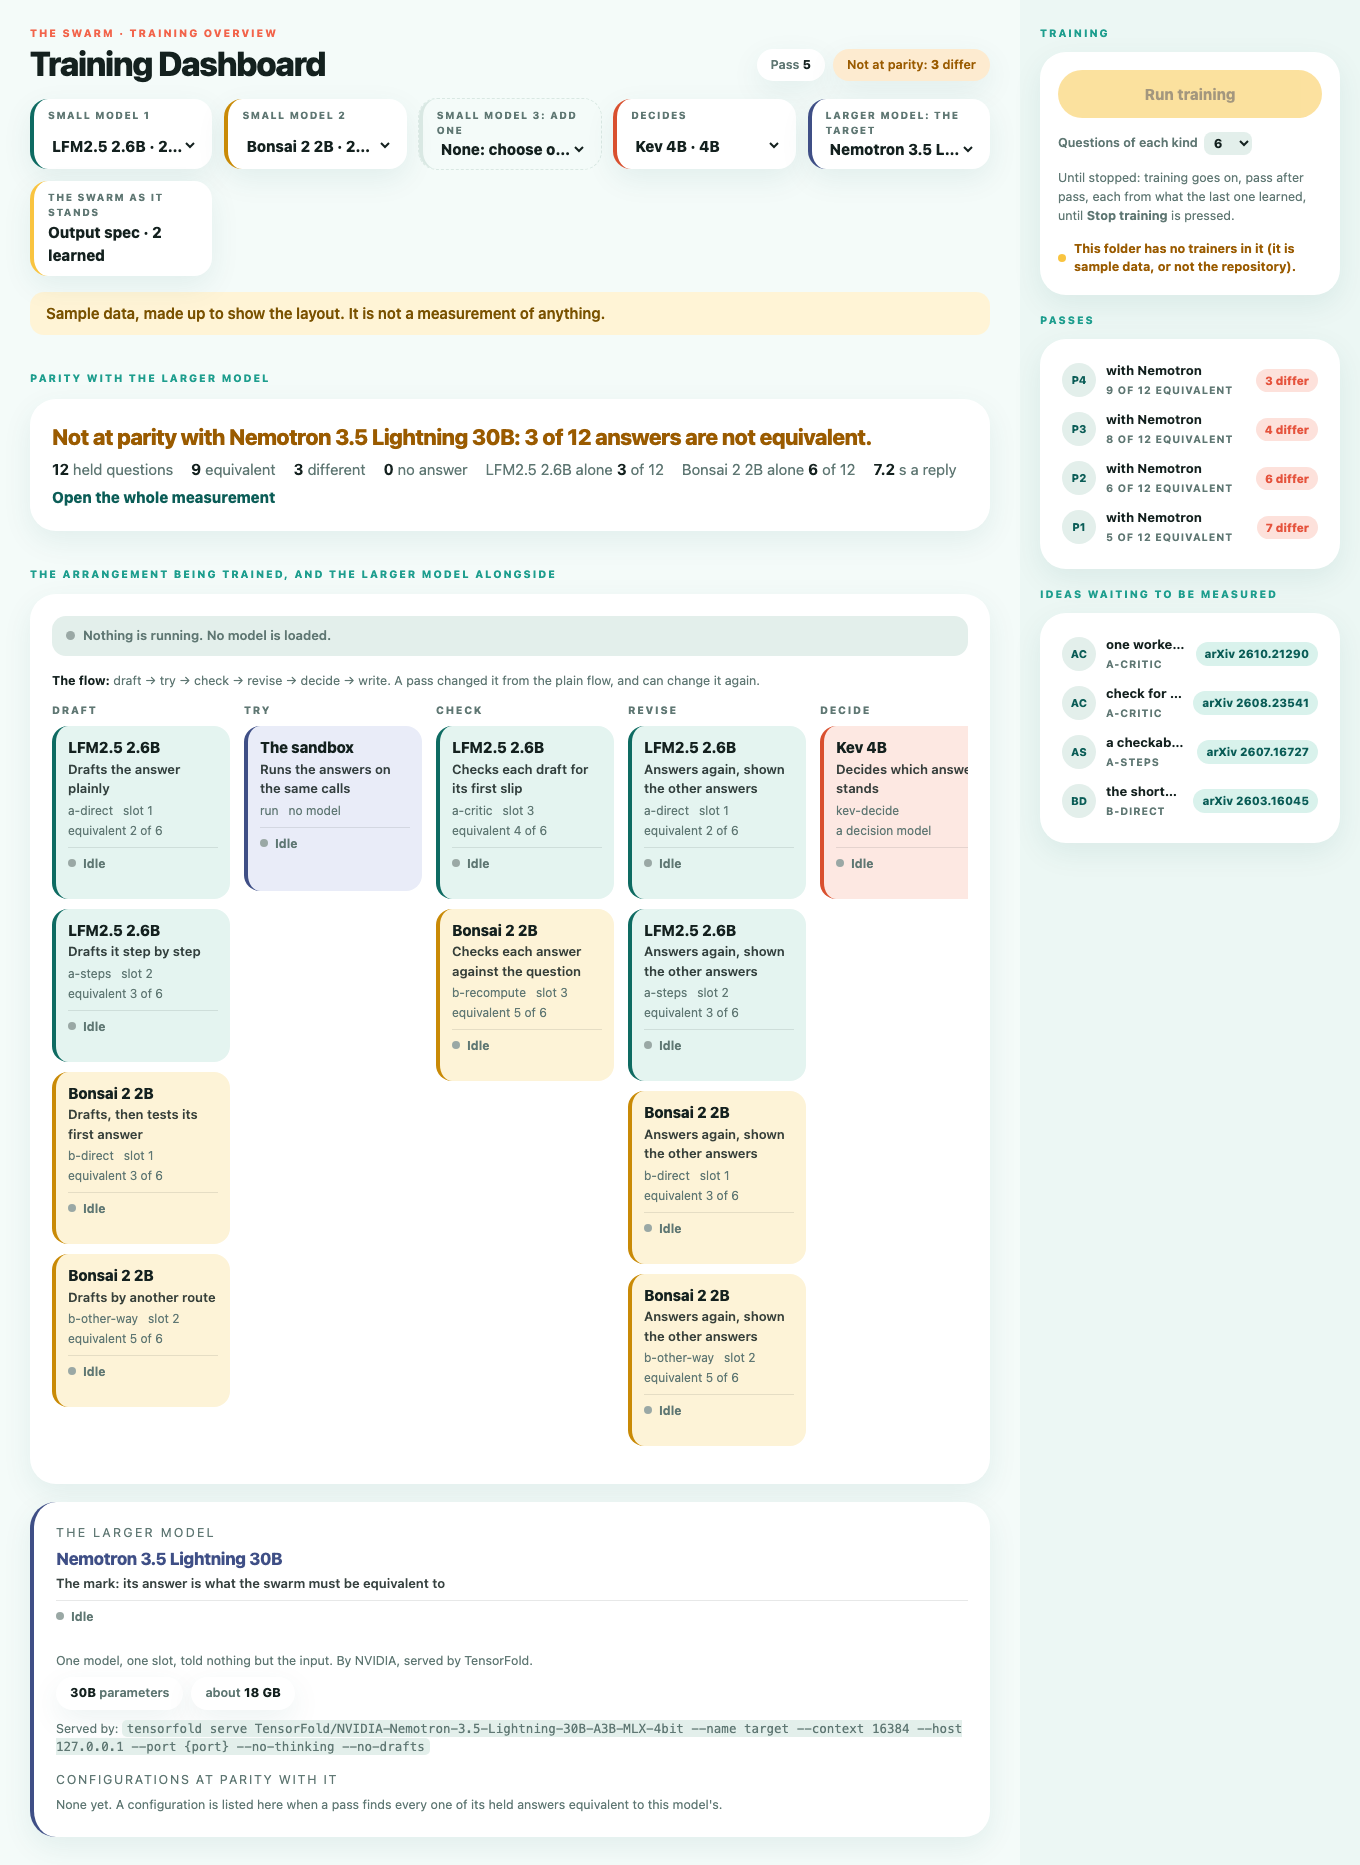 THE SWARM · TRAINING OVERVIEW
Training Dashboard
Pass 5
Not at parity: 3 differ
SMALL MODEL 1
LFM2.5 2.6B · 2...
SMALL MODEL 2
Bonsai 2 2B · 2...
SMALL MODEL 3: ADD
ONE
None: choose o...
DECIDES
Kev 4B · 4B
LARGER MODEL: THE
TARGET
Nemotron 3.5 L...
THE SWARM AS IT
STANDS
Output spec · 2
learned
Sample data, made up to show the layout. It is not a measurement of anything.
PARITY WITH THE LARGER MODEL
Not at parity with Nemotron 3.5 Lightning 30B: 3 of 12 answers are not equivalent.
12 held questions 9 equivalent 3 different 0 no answer LFM2.5 2.6B alone 3 of 12 Bonsai 2 2B alone 6 of 12 7.2 s a reply
Open the whole measurement
THE ARRANGEMENT BEING TRAINED, AND THE LARGER MODEL ALONGSIDE
Nothing is running. No model is loaded.
The flow: draft → try → check → revise → decide → write. A pass changed it from the plain flow, and can change it again.
DRAFT
LFM2.5 2.6B
Drafts the answer
plainly
a-direct slot 1
equivalent 2 of 6
Idle
LFM2.5 2.6B
Drafts it step by step
a-steps slot 2
equivalent 3 of 6
Idle
Bonsai 2 2B
Drafts, then tests its
first answer
b-direct slot 1
equivalent 3 of 6
Idle
Bonsai 2 2B
Drafts by another route
b-other-way slot 2
equivalent 5 of 6
Idle
TRY
The sandbox
Runs the answers on
the same calls
run no model
Idle
CHECK
LFM2.5 2.6B
Checks each draft for
its first slip
a-critic slot 3
equivalent 4 of 6
Idle
Bonsai 2 2B
Checks each answer
against the question
b-recompute slot 3
equivalent 5 of 6
Idle
REVISE
LFM2.5 2.6B
Answers again, shown
the other answers
a-direct slot 1
equivalent 2 of 6
Idle
LFM2.5 2.6B
Answers again, shown
the other answers
a-steps slot 2
equivalent 3 of 6
Idle
Bonsai 2 2B
Answers again, shown
the other answers
b-direct slot 1
equivalent 3 of 6
Idle
Bonsai 2 2B
Answers again, shown
the other answers
b-other-way slot 2
equivalent 5 of 6
Idle
DECIDE
Kev 4B
Decides which answe
stands
kev-decide
a decision model
Idle
THE LARGER MODEL
Nemotron 3.5 Lightning 30B
The mark: its answer is what the swarm must be equivalent to
Idle
One model, one slot, told nothing but the input. By NVIDIA, served by TensorFold.
30B parameters
about 18 GB
Served by: tensorfold serve TensorFold/NVIDIA-Nemotron-3.5-Lightning-30B-A3B-MLX-4bit --name target --context 16384 --host
127.0.0.1 --port {port} --no-thinking --no-drafts
CONFIGURATIONS AT PARITY WITH IT
None yet. A configuration is listed here when a pass finds every one of its held answers equivalent to this model's.
TRAINING
Run training
Questions of each kind 6
Until stopped: training goes on, pass after
pass, each from what the last one learned,
until Stop training is pressed.
This folder has no trainers in it (it is
sample data, or not the repository).
PASSES
P4
with Nemotron
9 OF 12 EQUIVALENT
3 differ
P3
with Nemotron
8 OF 12 EQUIVALENT
4 differ
P2
with Nemotron
6 OF 12 EQUIVALENT
6 differ
P1
with Nemotron
5 OF 12 EQUIVALENT
7 differ
IDEAS WAITING TO BE MEASURED
AC
one worke...
A-CRITIC
arXiv 2610.21290
AC
check for ...
A-CRITIC
arXiv 2608.23541
AS
a checkab...
A-STEPS
arXiv 2607.16727
BD
the short...
B-DIRECT
arXiv 2603.16045